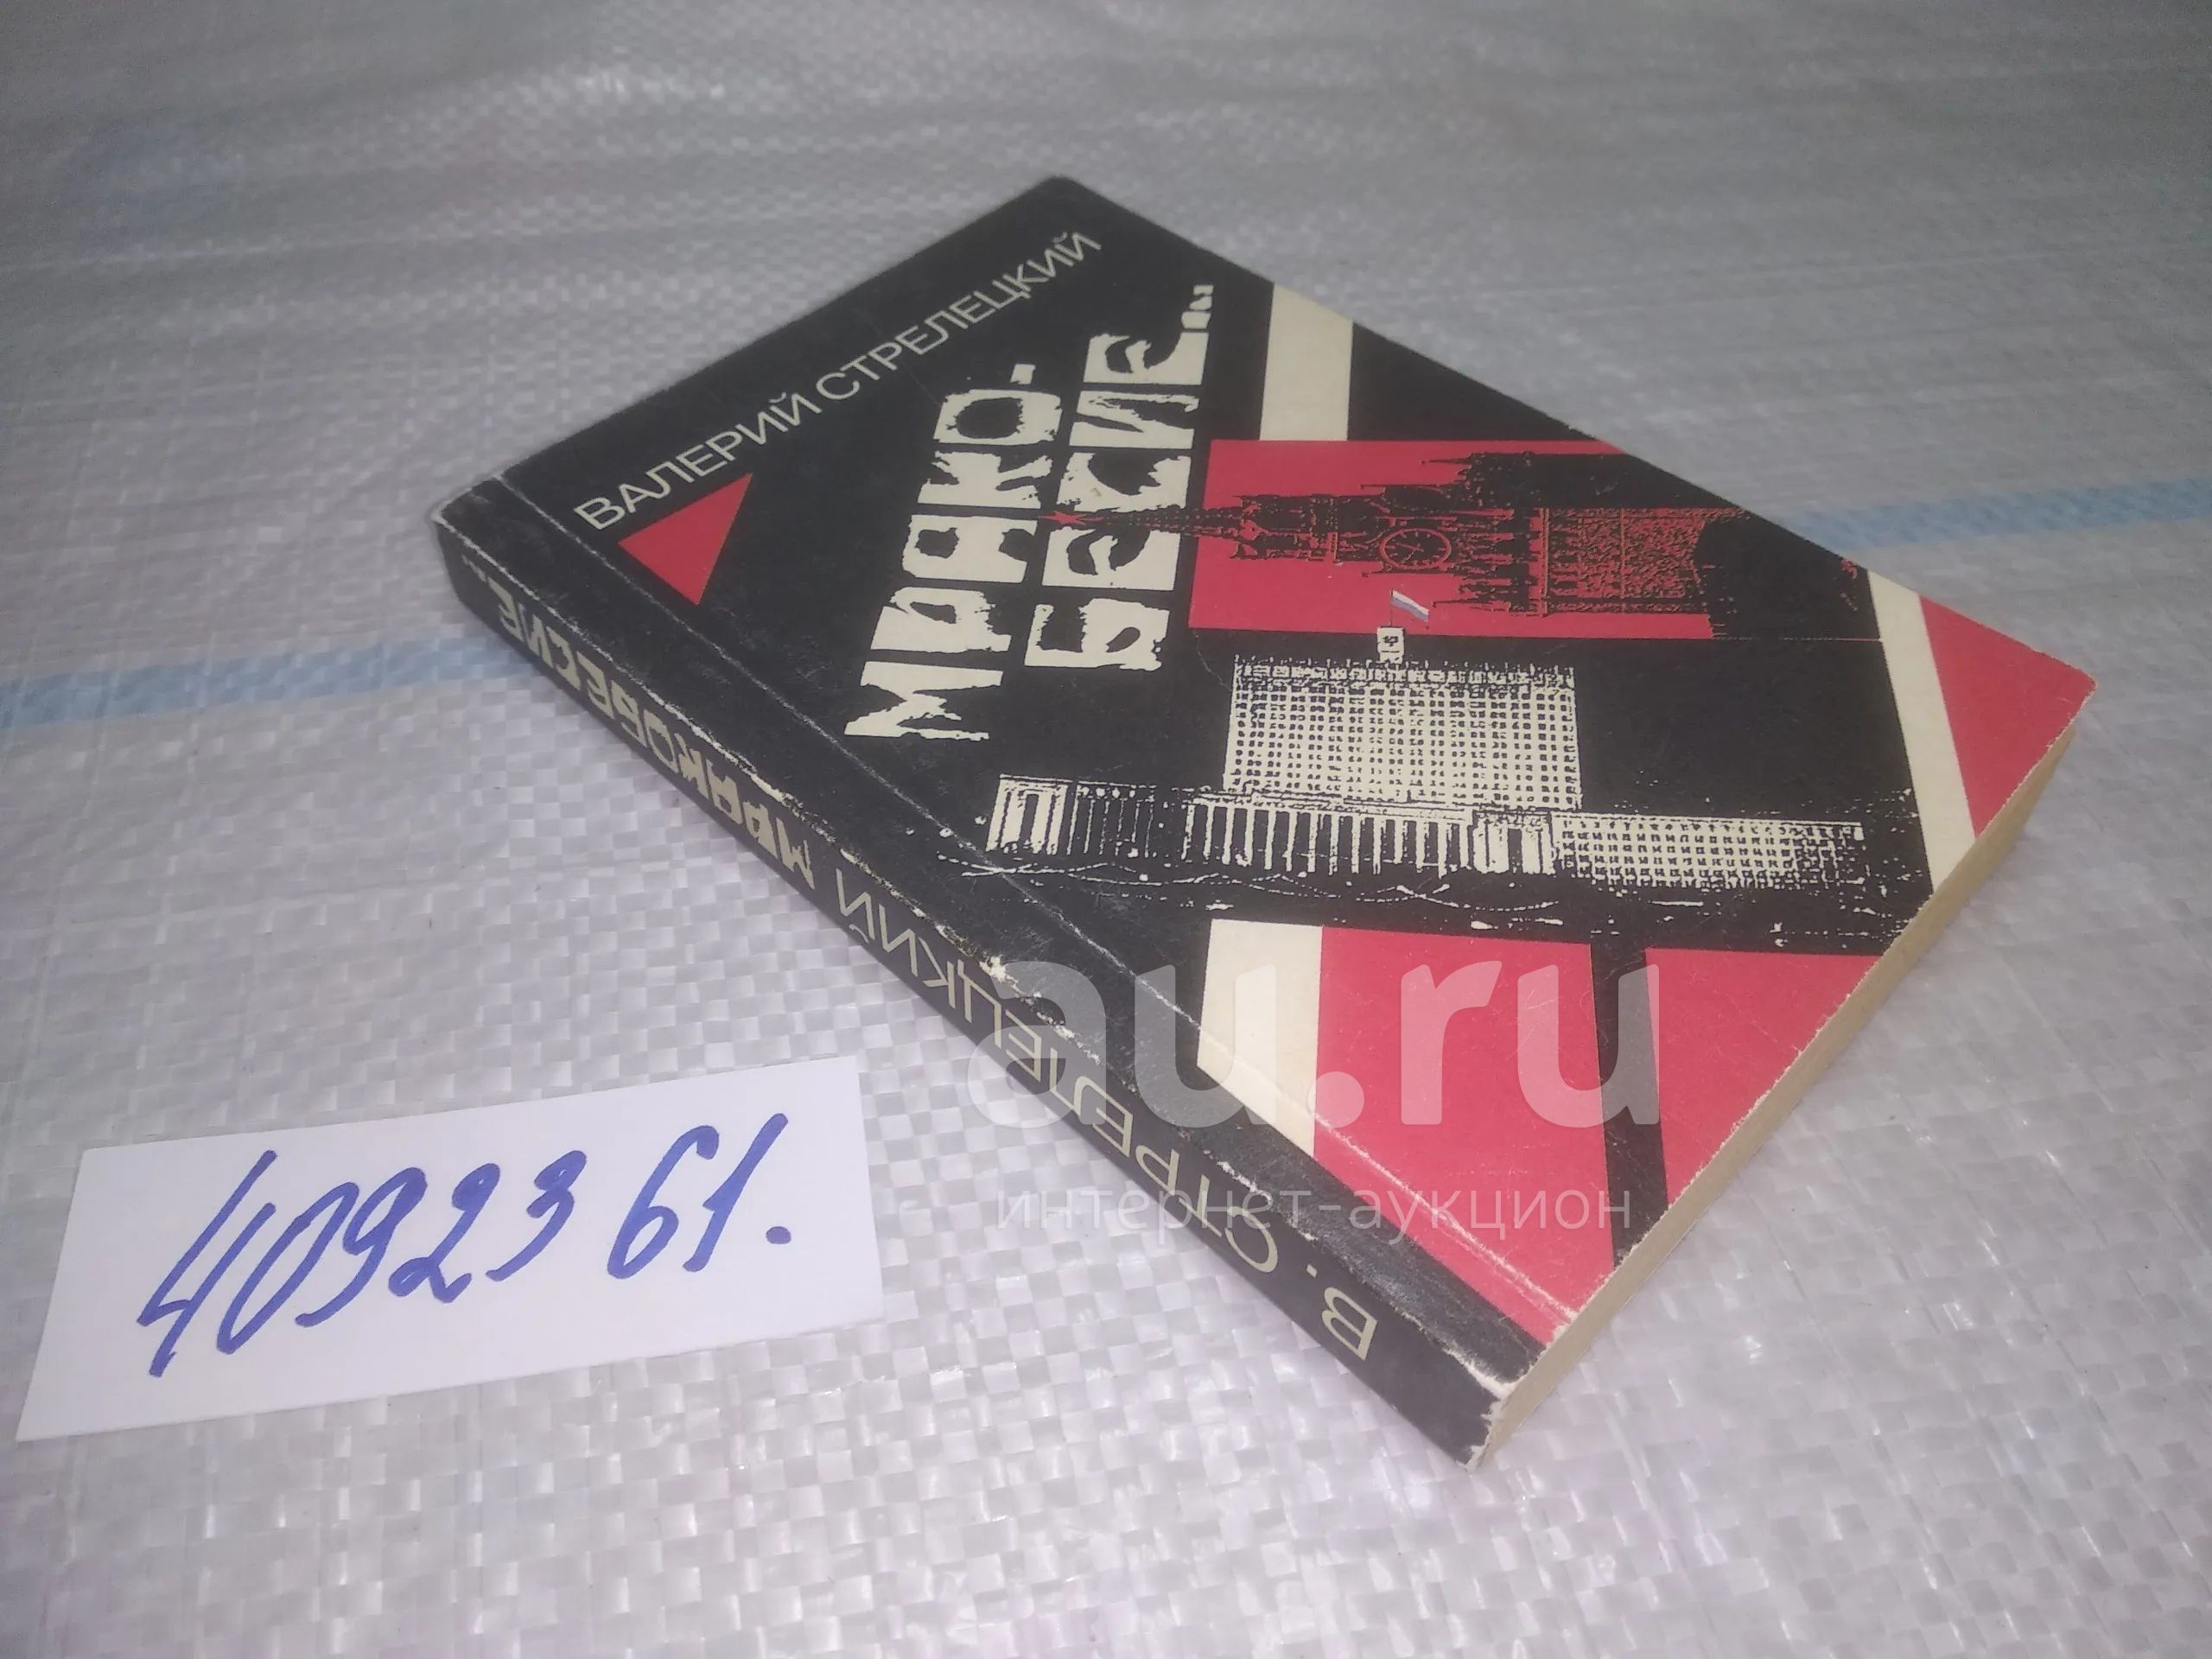 ВАЛЕРИЙ СТРЕЛЕЦКИЙ
МРАКО-
БЕСИЕ...
В. СТРЕЛЕЦКИЙ МРАКОБЕСИЕ...
4092361.
au.ru
интернет-аукцион